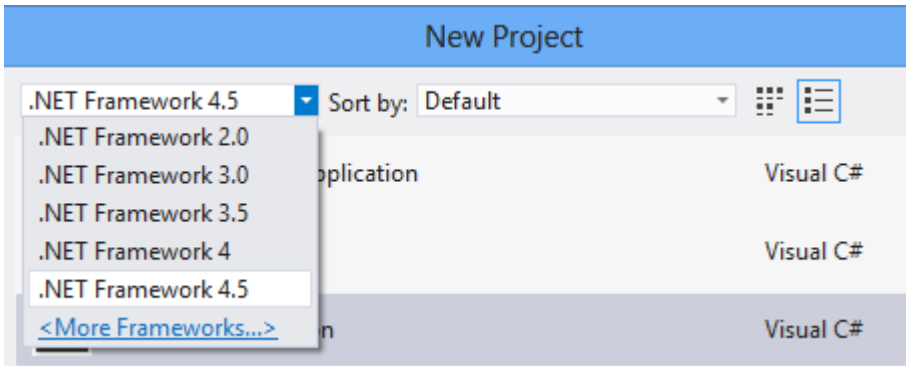 New Project
.NET Framework 4.5 Sort by: Default
.NET Framework 2.0
.NET Framework 3.0
pplication Visual C#
.NET Framework 3.5
.NET Framework 4
Visual C#
.NET Framework 4.5
<More Frameworks...>
n Visual C#